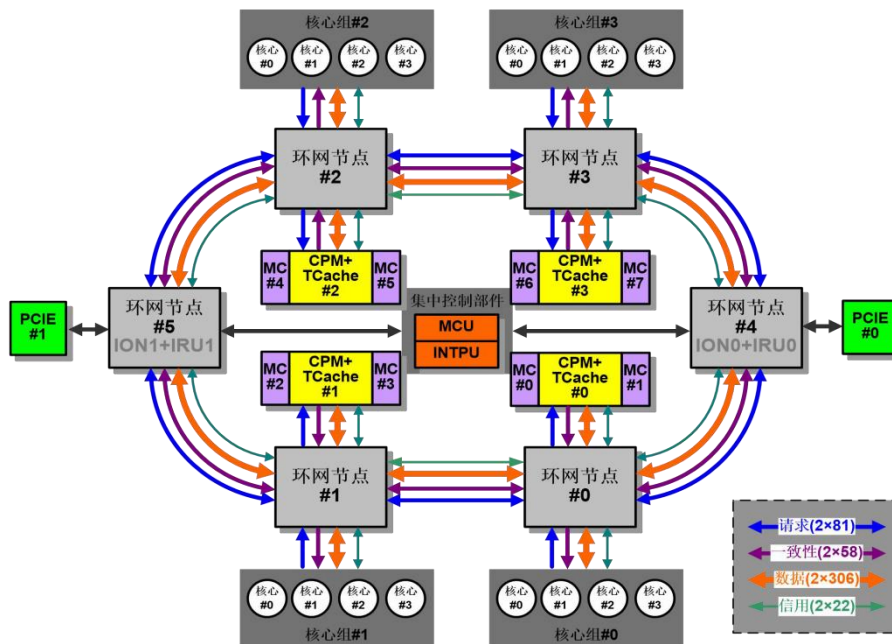 核心组#2
核心 #0
核心 #1
核心 #2
核心 #3
核心组#3
核心 #0
核心 #1
核心 #2
核心 #3
环网节点
#2
环网节点
#3
MC
#4
CPM+
TCache
#2
MC
#5
MC
#6
CPM+
TCache
#3
MC
#7
PCIE
#1
环网节点
#5
ION1+IRU1
集中控制部件
MCU
INTPU
环网节点
#4
ION0+IRU0
PCIE
#0
MC
#2
CPM+
TCache
#1
MC
#3
MC
#0
CPM+
TCache
#0
MC
#1
环网节点
#1
环网节点
#0
核心 #0
核心 #1
核心 #2
核心 #3
核心组#1
核心 #0
核心 #1
核心 #2
核心 #3
核心组#0
请求(2×81)
一致性(2×58)
数据(2×306)
信用(2×22)